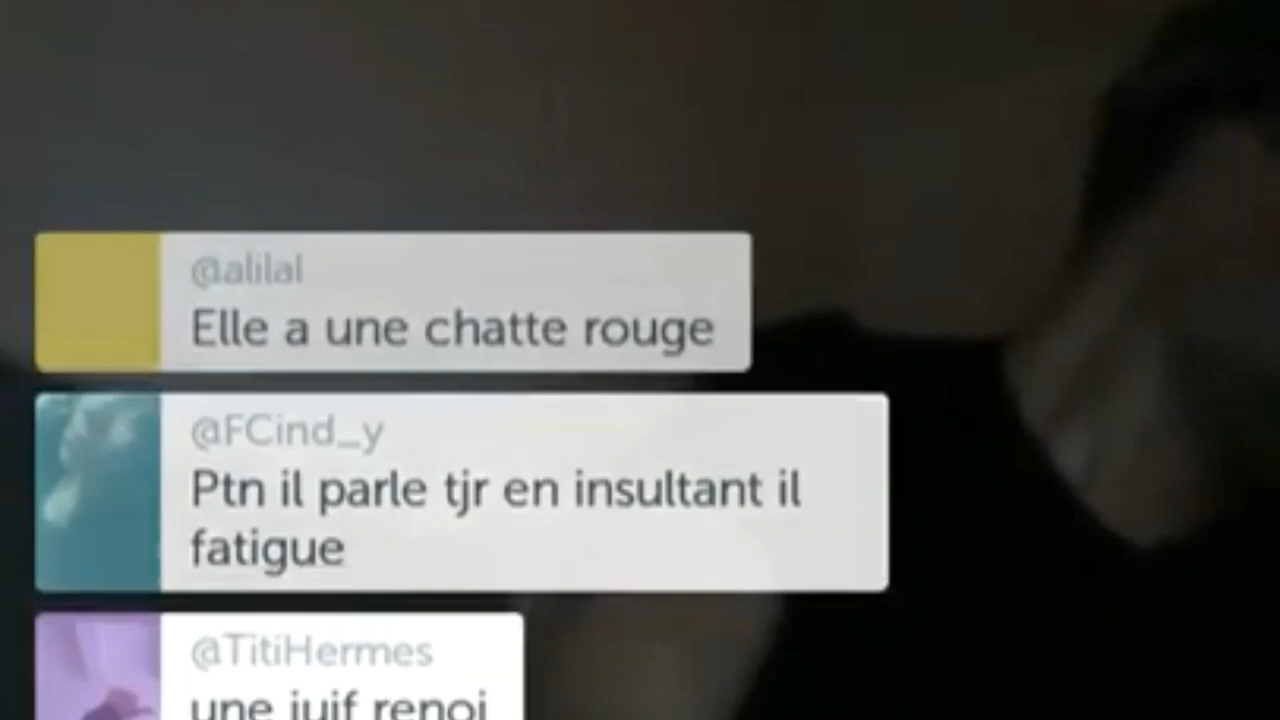 @alilal
Elle a une chatte rouge
@FCind_y
Ptn il parle tjr en insultant il
fatigue
@TitiHermes
une juif renoi